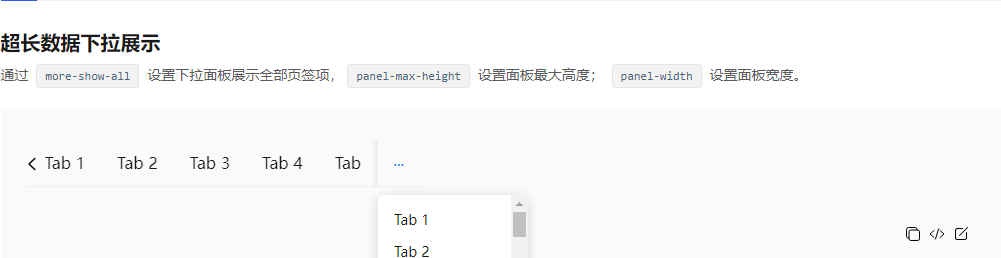 超长数据下拉展示
通过 more-show-all 设置下拉面板展示全部页签项， panel-max-height 设置面板最大高度； panel-width 设置面板宽度。
Tab 1 Tab 2 Tab 3 Tab 4 Tab ...
Tab 1
Tab 2